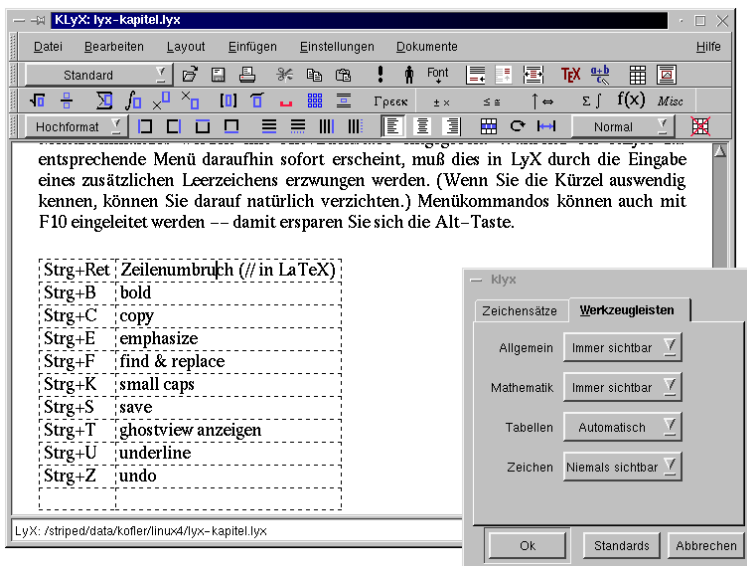 KLyX: lyx-kapitel.lyx
Datei Bearbeiten Layout Einfügen Einstellungen Dokumente Hilfe
Standard ! Font TEX a+b c
Γρεεκ ± × ≤ ≊ ↑⇔ Σ∫ f(x) Misc
Hochformat Normal
entsprechende Menü daraufhin sofort erscheint, muß dies in LyX durch die Eingabe
eines zusätzlichen Leerzeichens erzwungen werden. (Wenn Sie die Kürzel auswendig
kennen, können Sie darauf natürlich verzichten.) Menükommandos können auch mit
F10 eingeleitet werden -- damit ersparen Sie sich die Alt-Taste.
Strg+Ret Zeilenumbruch (// in LaTeX)
Strg+B bold
Strg+C copy
Strg+E emphasize
Strg+F find & replace
Strg+K small caps
Strg+S save
Strg+T ghostview anzeigen
Strg+U underline
Strg+Z undo
LyX: /striped/data/kofler/linux4/lyx-kapitel.lyx
klyx
Zeichensätze Werkzeugleisten
Allgemein Immer sichtbar
Mathematik Immer sichtbar
Tabellen Automatisch
Zeichen Niemals sichtbar
Ok Standards Abbrechen